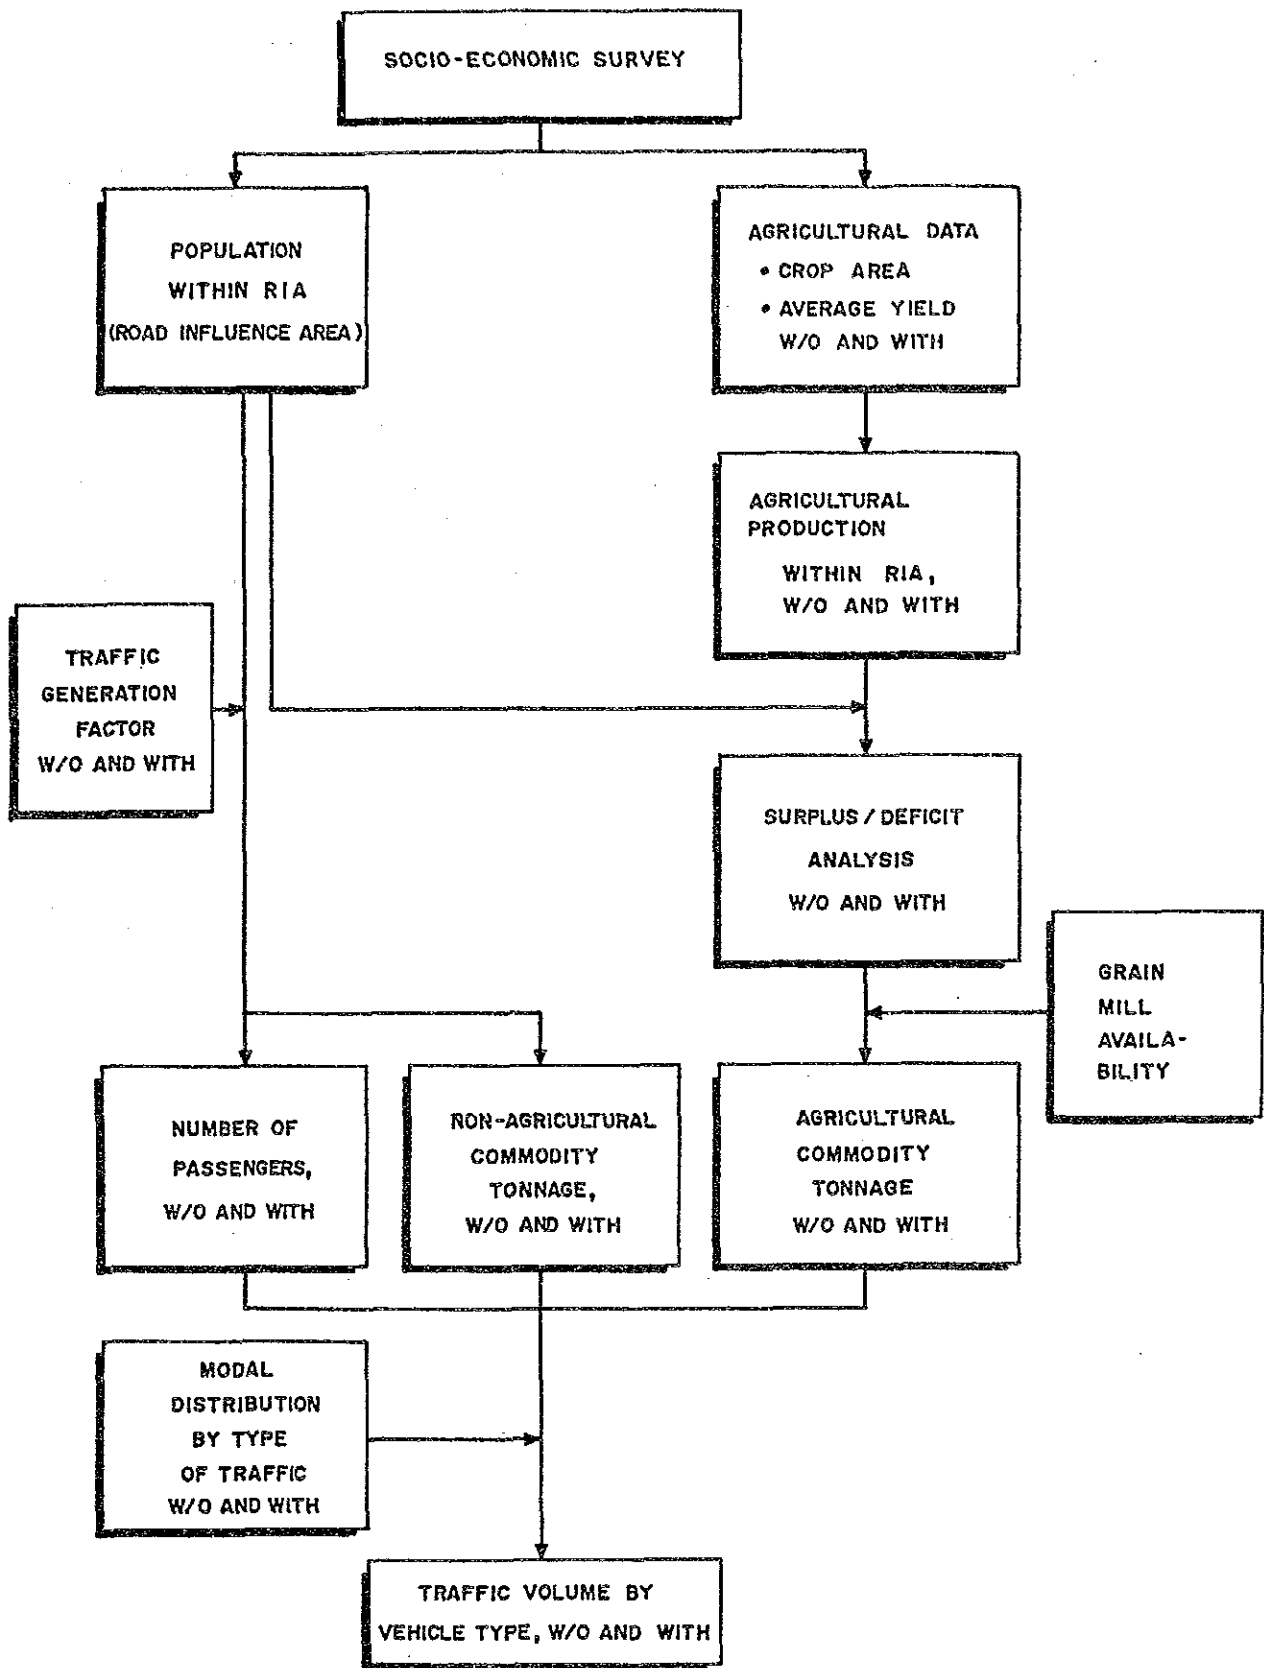 SOCIO-ECONOMIC SURVEY
POPULATION
WITHIN RIA
(ROAD INFLUENCE AREA)
AGRICULTURAL DATA
• CROP AREA
• AVERAGE YIELD
W/O AND WITH
AGRICULTURAL
PRODUCTION
WITHIN RIA,
W/O AND WITH
TRAFFIC
GENERATION
FACTOR
W/O AND WITH
SURPLUS / DEFICIT
ANALYSIS
W/O AND WITH
GRAIN
MILL
AVAILA-
BILITY
NUMBER OF
PASSENGERS,
W/O AND WITH
NON-AGRICULTURAL
COMMODITY
TONNAGE,
W/O AND WITH
AGRICULTURAL
COMMODITY
TONNAGE
W/O AND WITH
MODAL
DISTRIBUTION
BY TYPE
OF TRAFFIC
W/O AND WITH
TRAFFIC VOLUME BY
VEHICLE TYPE, W/O AND WITH